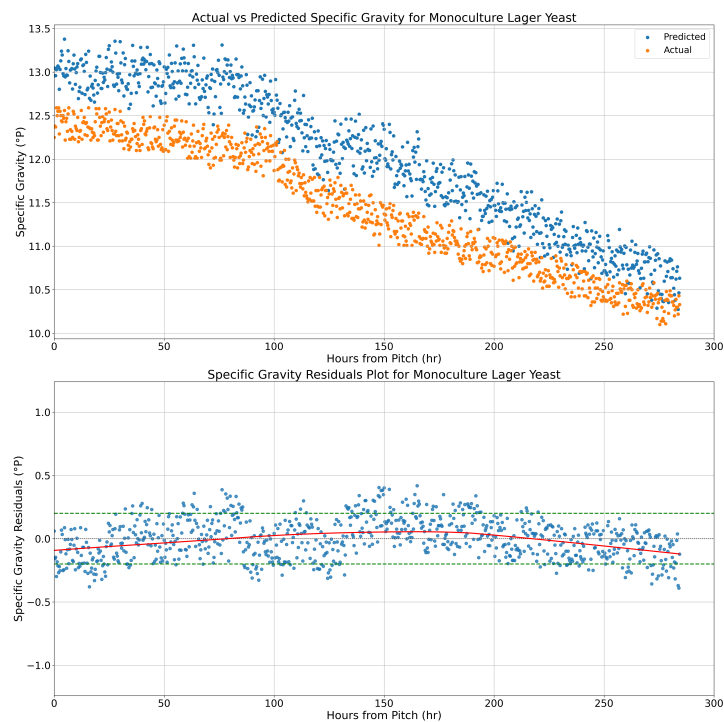 Actual vs Predicted Specific Gravity for Monoculture Lager Yeast
13.5
13.0
12.5
12.0
11.5
11.0
10.5
10.0
Specific Gravity (°P)
Predicted
Actual
0 50 100 150 200 250 300
Hours from Pitch (hr)
Specific Gravity Residuals Plot for Monoculture Lager Yeast
1.0
0.5
0.0
−0.5
−1.0
Specific Gravity Residuals (°P)
0 50 100 150 200 250 300
Hours from Pitch (hr)